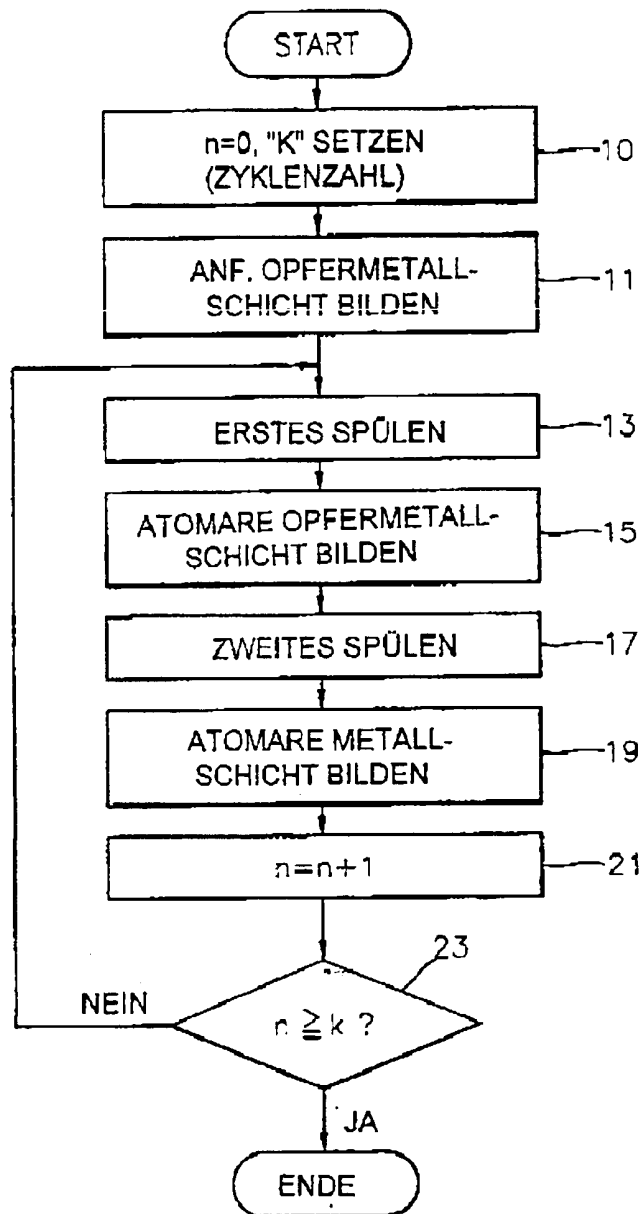 START
n=0, "K" SETZEN
(ZYKLENZAHL)
10
ANF. OPFERMETALL-
SCHICHT BILDEN
11
ERSTES SPÜLEN
13
ATOMARE OPFERMETALL-
SCHICHT BILDEN
15
ZWEITES SPÜLEN
17
ATOMARE METALL-
SCHICHT BILDEN
19
n=n+1
21
23
NEIN
n ≧ k ?
JA
ENDE